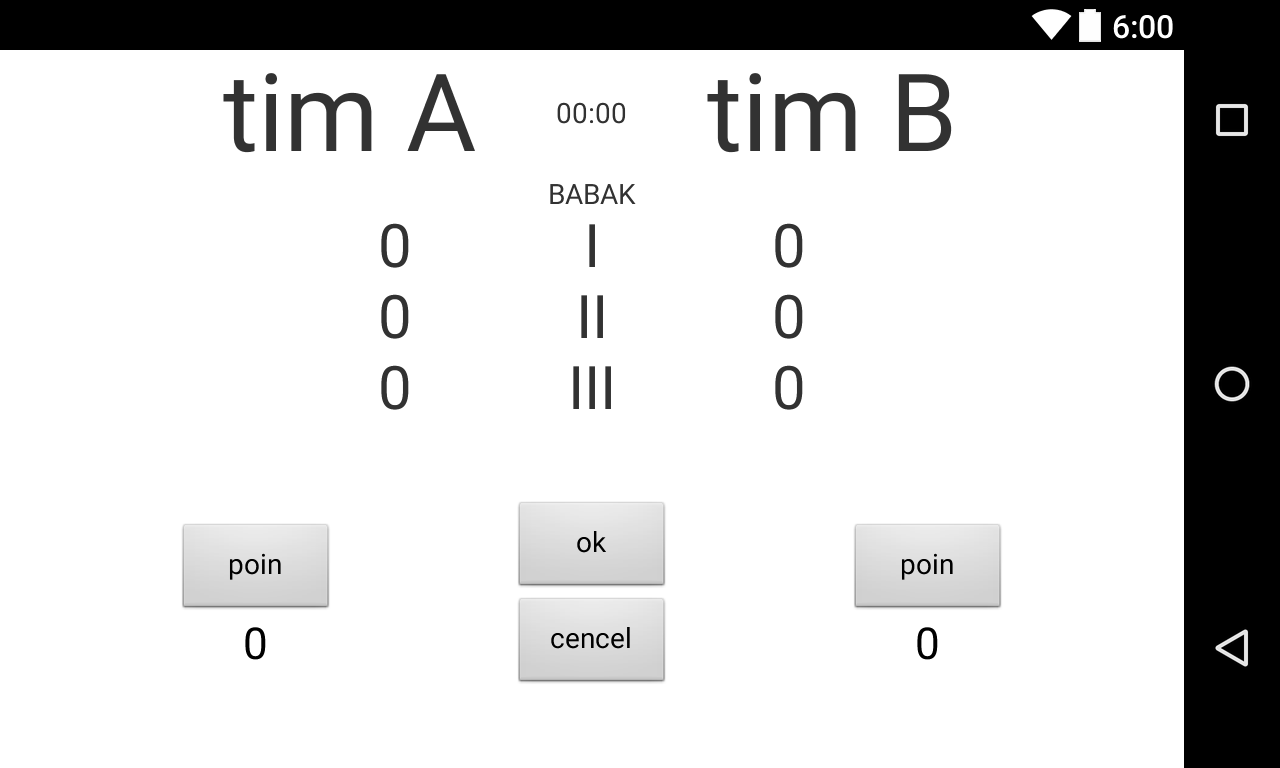 6:00
tim A 00:00 tim B
BABAK
0 I 0
0 II 0
0 III 0
ok
poin poin
cencel
0 0